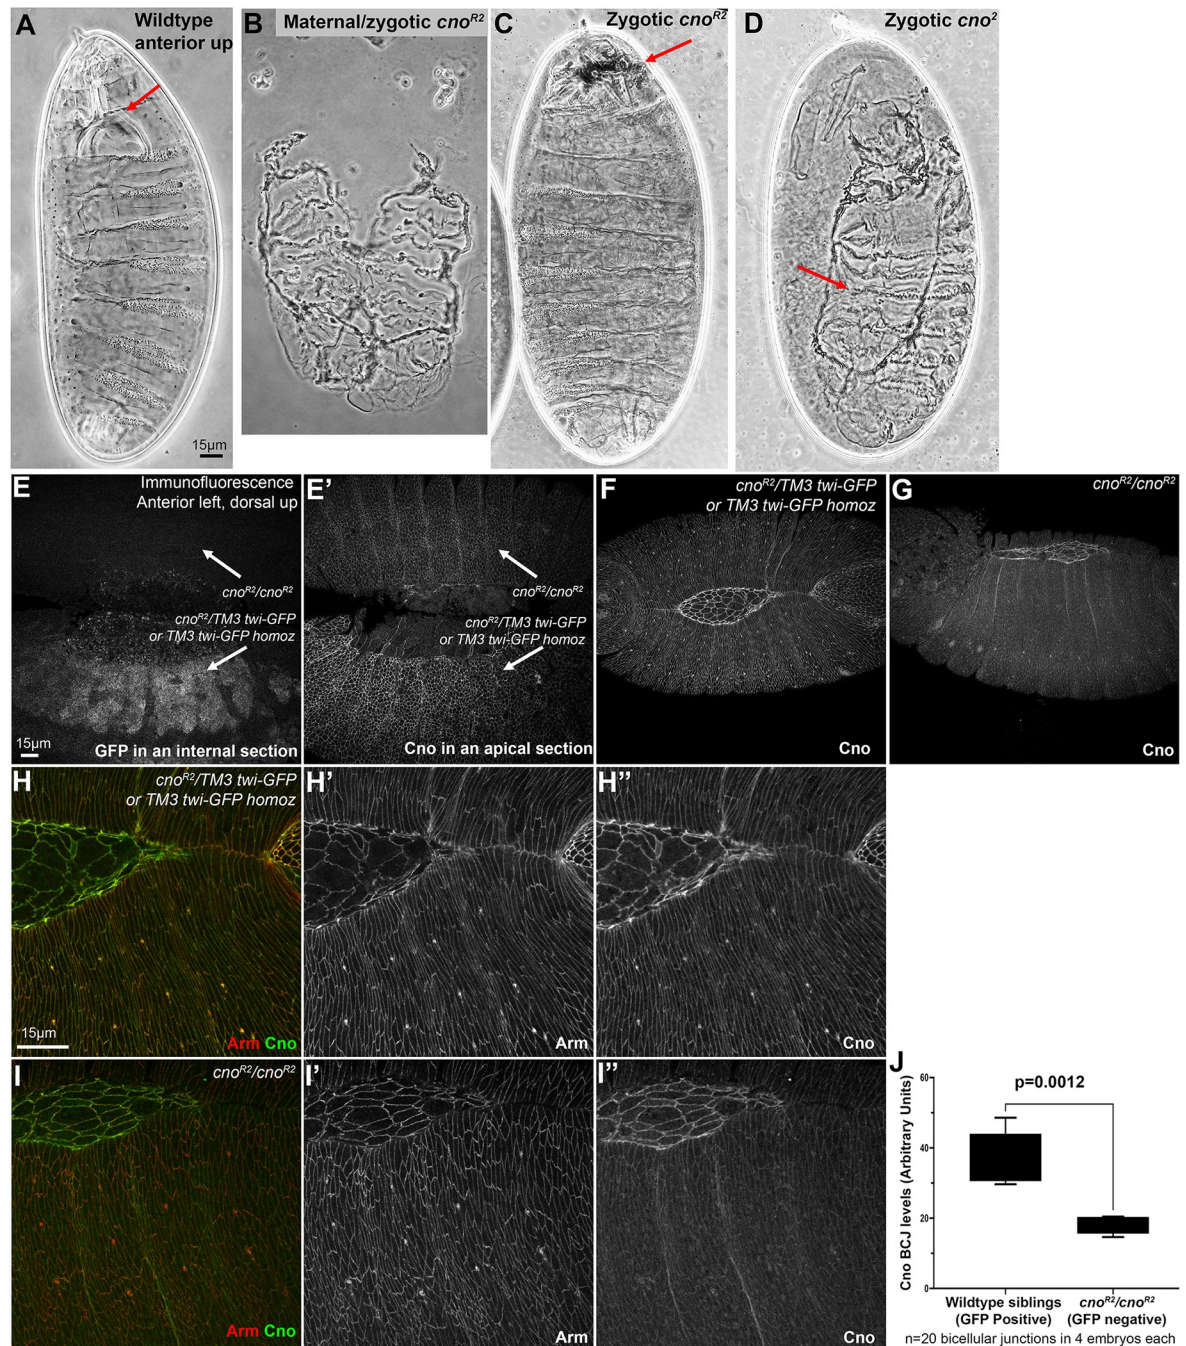 A
Wildtype
anterior up
15µm
B
Maternal/zygotic cnoR2
C
Zygotic cnoR2
D
Zygotic cno2
E
Immunofluorescence
Anterior left, dorsal up
cnoR2/cnoR2
cnoR2/TM3 twi-GFP
or TM3 twi-GFP homoz
15µm
GFP in an internal section
E’
cnoR2/cnoR2
cnoR2/TM3 twi-GFP
or TM3 twi-GFP homoz
Cno in an apical section
F
cnoR2/TM3 twi-GFP
or TM3 twi-GFP homoz
Cno
G
cnoR2/cnoR2
Cno
H
cnoR2/TM3 twi-GFP
or TM3 twi-GFP homoz
15µm
Arm Cno
H’
Arm
H”
Cno
I
cnoR2/cnoR2
Arm Cno
I’
Arm
I”
Cno
J
p=0.0012
Cno BCJ levels (Arbitrary Units)
60
40
20
0
Wildtype siblings
(GFP Positive)
cnoR2/cnoR2
(GFP negative)
n=20 bicellular junctions in 4 embryos each